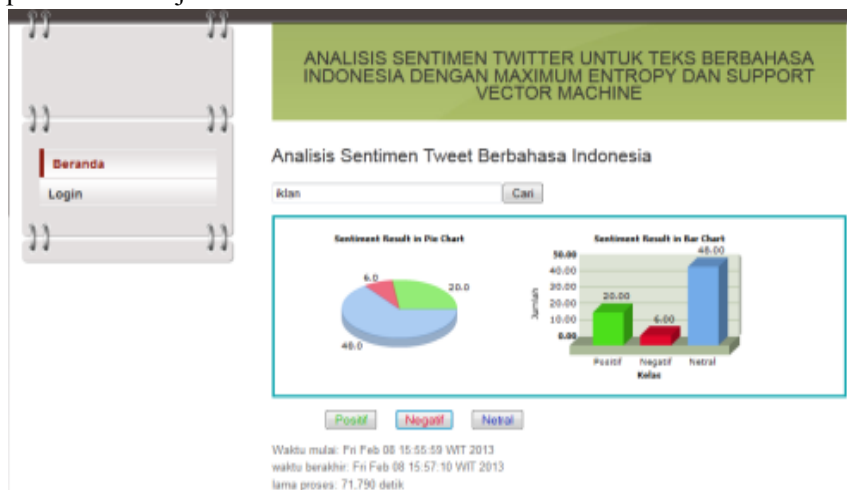 ANALISIS SENTIMEN TWITTER UNTUK TEKS BERBAHASA
INDONESIA DENGAN MAXIMUM ENTROPY DAN SUPPORT
VECTOR MACHINE
Beranda
Login
Analisis Sentimen Tweet Berbahasa Indonesia
iklan Cari
Sentiment Result in Pie Chart
6.0
20.0
48.0
Sentiment Result in Bar Chart
48.00
50.00
40.00
30.00
20.00
10.00
0.00
Jumlah
20.00
6.00
Positif Negatif Netral
Kelas
Positif Negatif Netral
Waktu mulai: Fri Feb 08 15:55:59 WIT 2013
waktu berakhir: Fri Feb 08 15:57:10 WIT 2013
lama proses: 71.790 detik